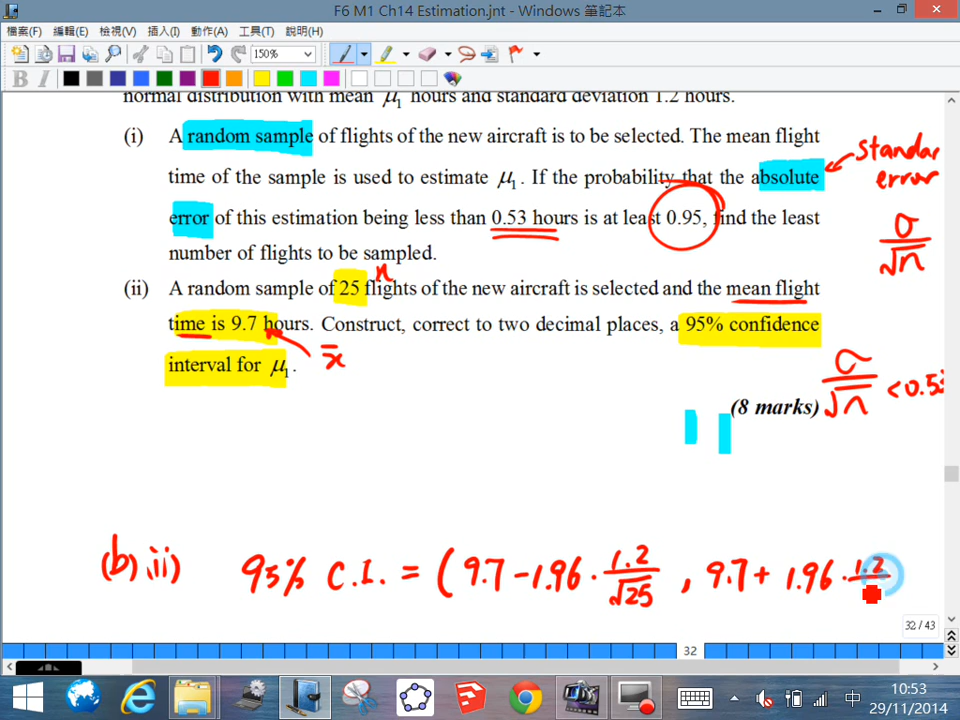 F6 M1 Ch14 Estimation.jnt - Windows 筆記本
檔案(F) 編輯(E) 檢視(V) 插入(I) 動作(A) 工具(T) 說明(H)
150%
B I
normal distribution with mean μ₁ hours and standard deviation 1.2 hours.
(i) A random sample of flights of the new aircraft is to be selected. The mean flight
time of the sample is used to estimate μ₁. If the probability that the absolute
error of this estimation being less than 0.53 hours is at least 0.95, find the least
number of flights to be sampled.
standar
error
σ/√n
(ii) A random sample of 25 flights of the new aircraft is selected and the mean flight
n
time is 9.7 hours. Construct, correct to two decimal places, a 95% confidence
interval for μ₁.
x̄
σ/√n < 0.53
(8 marks)
(b)ii) 95% C.I. = ( 9.7 - 1.96 · 1.2/√25 , 9.7 + 1.96 · 1.2
32 / 43
32
中
10:53
29/11/2014